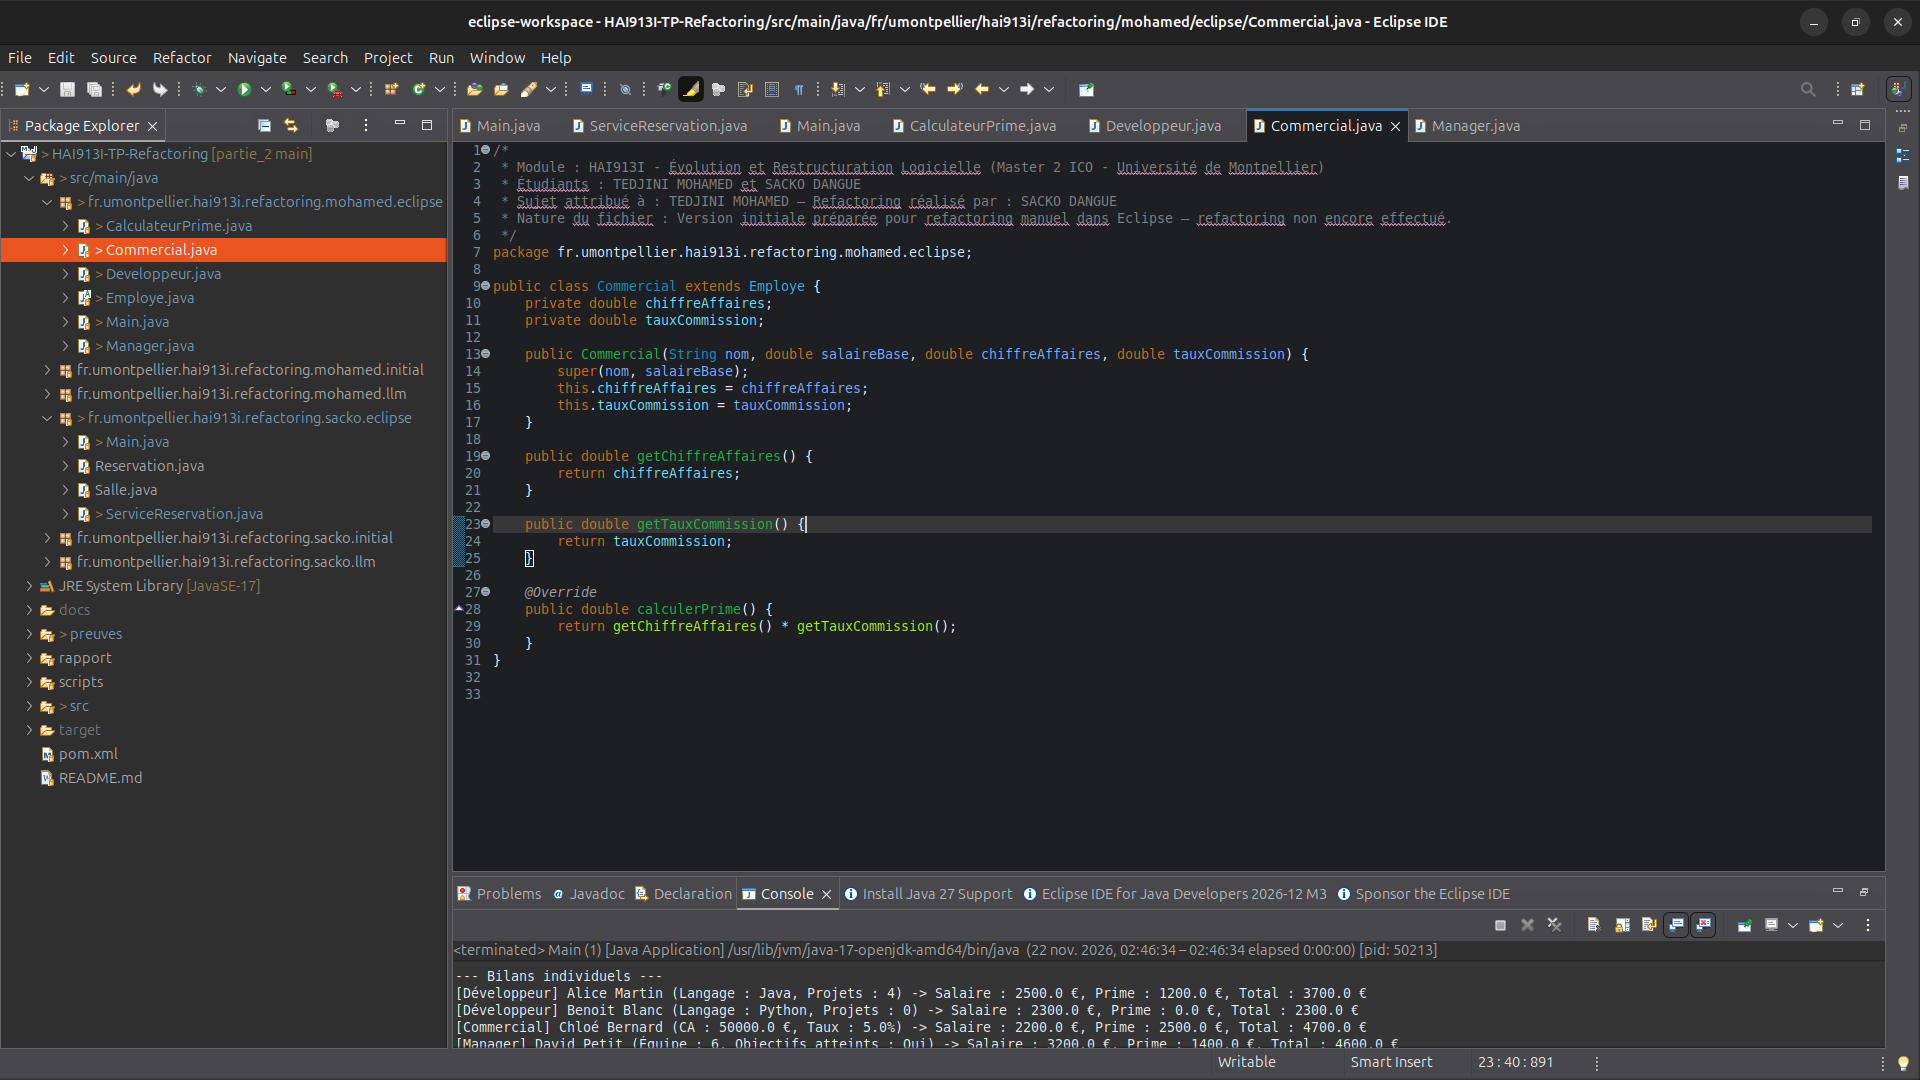 eclipse-workspace - HAI913I-TP-Refactoring/src/main/java/fr/umontpellier/hai913i/refactoring/mohamed/eclipse/Commercial.java - Eclipse IDE
File Edit Source Refactor Navigate Search Project Run Window Help
Package Explorer
> HAI913I-TP-Refactoring [partie_2 main]
> src/main/java
> fr.umontpellier.hai913i.refactoring.mohamed.eclipse
> CalculateurPrime.java
> Commercial.java
> Developpeur.java
> Employe.java
> Main.java
> Manager.java
fr.umontpellier.hai913i.refactoring.mohamed.initial
fr.umontpellier.hai913i.refactoring.mohamed.llm
> fr.umontpellier.hai913i.refactoring.sacko.eclipse
> Main.java
Reservation.java
Salle.java
> ServiceReservation.java
fr.umontpellier.hai913i.refactoring.sacko.initial
fr.umontpellier.hai913i.refactoring.sacko.llm
JRE System Library [JavaSE-17]
docs
> preuves
rapport
scripts
> src
target
pom.xml
README.md
Main.java ServiceReservation.java Main.java CalculateurPrime.java Developpeur.java Commercial.java Manager.java
1 /*
2 * Module : HAI913I - Évolution et Restructuration Logicielle (Master 2 ICO - Université de Montpellier)
3 * Étudiants : TEDJINI MOHAMED et SACKO DANGUE
4 * Sujet attribué à : TEDJINI MOHAMED — Refactoring réalisé par : SACKO DANGUE
5 * Nature du fichier : Version initiale préparée pour refactoring manuel dans Eclipse — refactoring non encore effectué.
6 */
7 package fr.umontpellier.hai913i.refactoring.mohamed.eclipse;
8
9 public class Commercial extends Employe {
10 private double chiffreAffaires;
11 private double tauxCommission;
12
13 public Commercial(String nom, double salaireBase, double chiffreAffaires, double tauxCommission) {
14 super(nom, salaireBase);
15 this.chiffreAffaires = chiffreAffaires;
16 this.tauxCommission = tauxCommission;
17 }
18
19 public double getChiffreAffaires() {
20 return chiffreAffaires;
21 }
22
23 public double getTauxCommission() {
24 return tauxCommission;
25 }
26
27 @Override
28 public double calculerPrime() {
29 return getChiffreAffaires() * getTauxCommission();
30 }
31 }
32
33
Problems Javadoc Declaration Console Install Java 27 Support Eclipse IDE for Java Developers 2026-12 M3 Sponsor the Eclipse IDE
<terminated> Main (1) [Java Application] /usr/lib/jvm/java-17-openjdk-amd64/bin/java (22 nov. 2026, 02:46:34 – 02:46:34 elapsed 0:00:00) [pid: 50213]
--- Bilans individuels ---
[Développeur] Alice Martin (Langage : Java, Projets : 4) -> Salaire : 2500.0 €, Prime : 1200.0 €, Total : 3700.0 €
[Développeur] Benoit Blanc (Langage : Python, Projets : 0) -> Salaire : 2300.0 €, Prime : 0.0 €, Total : 2300.0 €
[Commercial] Chloé Bernard (CA : 50000.0 €, Taux : 5.0%) -> Salaire : 2200.0 €, Prime : 2500.0 €, Total : 4700.0 €
[Manager] David Petit (Équipe : 6, Objectifs atteints : Oui) -> Salaire : 3200.0 €, Prime : 1400.0 €, Total : 4600.0 €
Writable Smart Insert 23 : 40 : 891